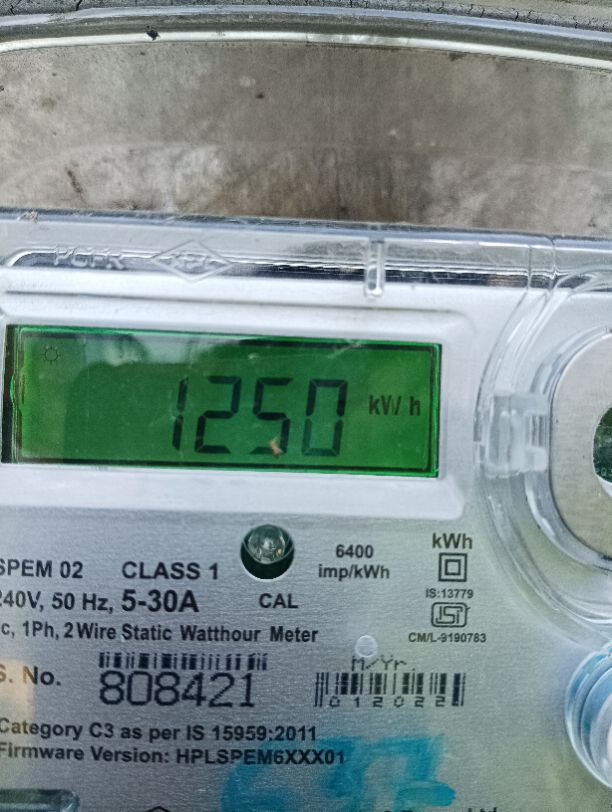 1250 kW h
SPEM 02 CLASS 1
6400 imp/kWh
kWh
240V, 50 Hz, 5-30A
CAL
IS:13779
ISI
CM/L-9190783
c, 1Ph, 2 Wire Static Watthour Meter
M/Yr.
S. No. 808421
012022
Category C3 as per IS 15959:2011
Firmware Version: HPLSPEM6XXX01